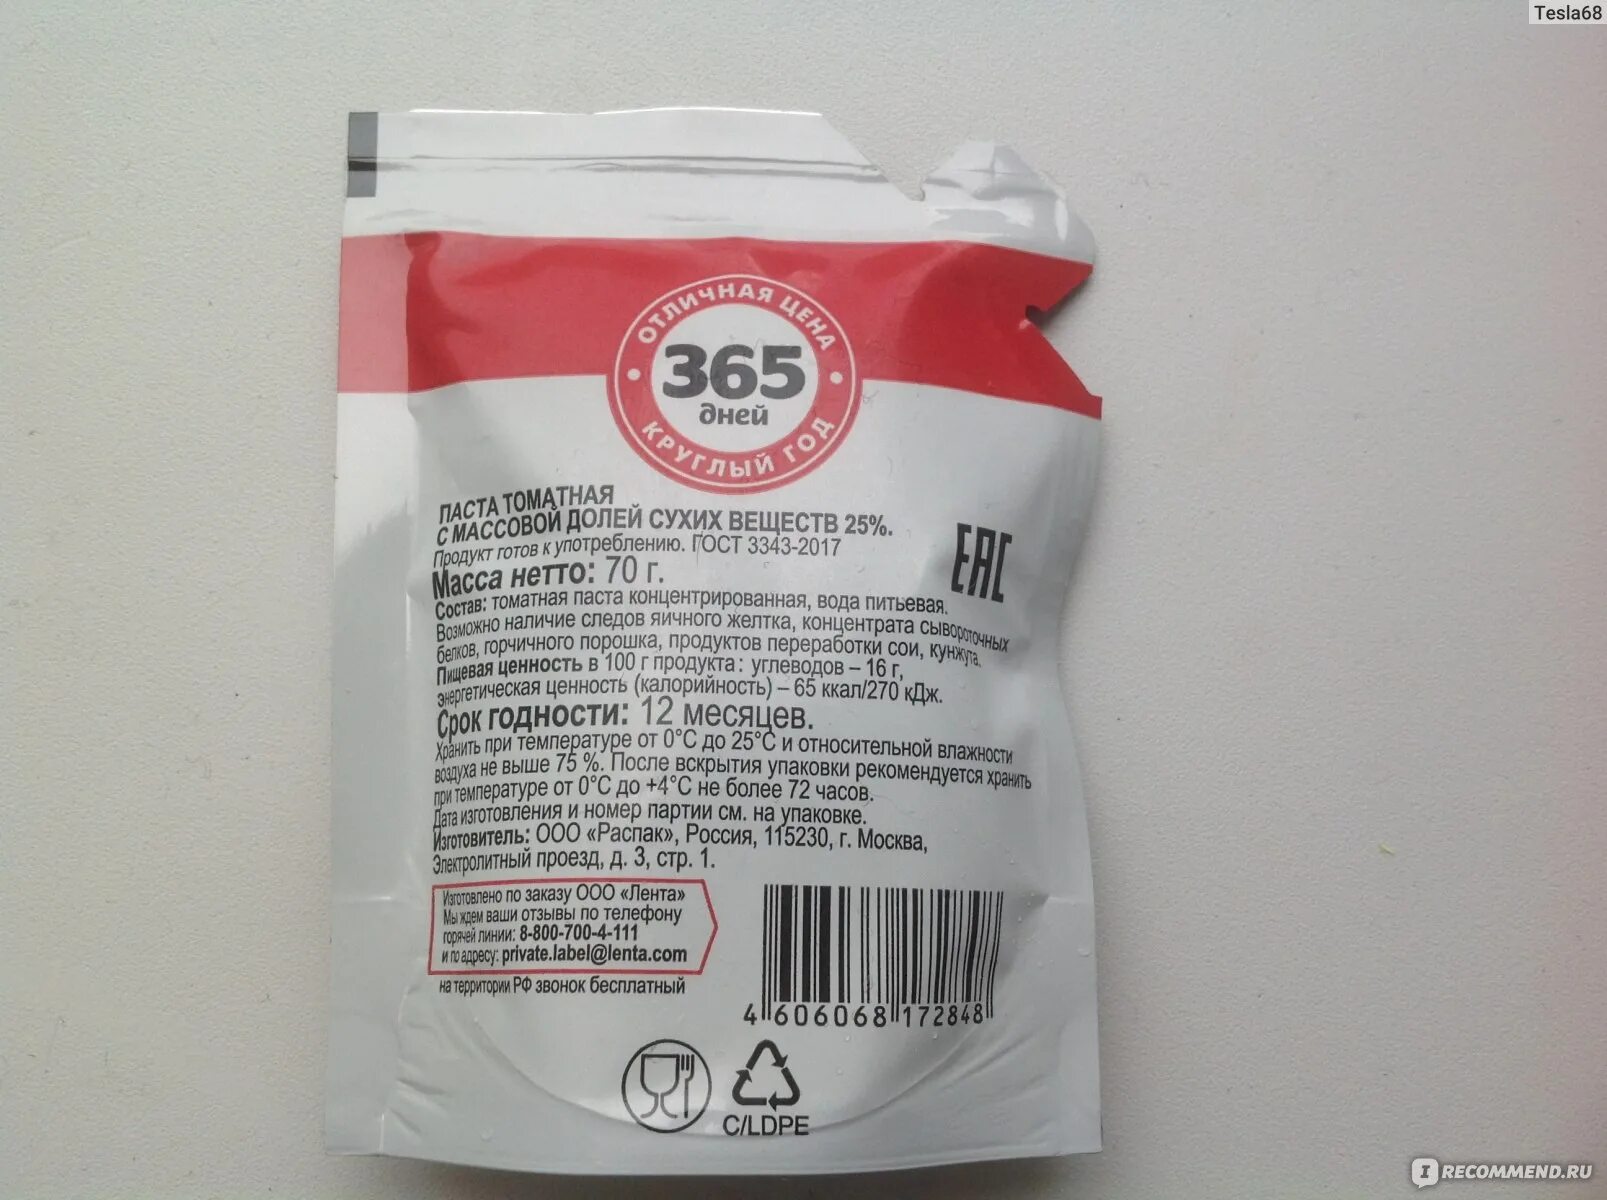 Tesla68
ОТЛИЧНАЯ ЦЕНА
365
дней
КРУГЛЫЙ ГОД
ПАСТА ТОМАТНАЯ
С МАССОВОЙ ДОЛЕЙ СУХИХ ВЕЩЕСТВ 25%.
Продукт готов к употреблению. ГОСТ 3343-2017
Масса нетто: 70 г.
EAC
Состав: томатная паста концентрированная, вода питьевая.
Возможно наличие следов яичного желтка, концентрата сывороточных
белков, горчичного порошка, продуктов переработки сои, кунжута.
Пищевая ценность в 100 г продукта: углеводов – 16 г,
энергетическая ценность (калорийность) – 65 ккал/270 кДж.
Срок годности: 12 месяцев.
Хранить при температуре от 0°С до 25°С и относительной влажности
воздуха не выше 75 %. После вскрытия упаковки рекомендуется хранить
при температуре от 0°С до +4°С не более 72 часов.
Дата изготовления и номер партии см. на упаковке.
Изготовитель: ООО «Распак», Россия, 115230, г. Москва,
Электролитный проезд, д. 3, стр. 1.
Изготовлено по заказу ООО «Лента»
Мы ждем ваши отзывы по телефону
горячей линии: 8-800-700-4-111
и по адресу: private.label@lenta.com
на территории РФ звонок бесплатный
4 606068 172848
C/LDPE
IRECOMMEND.RU